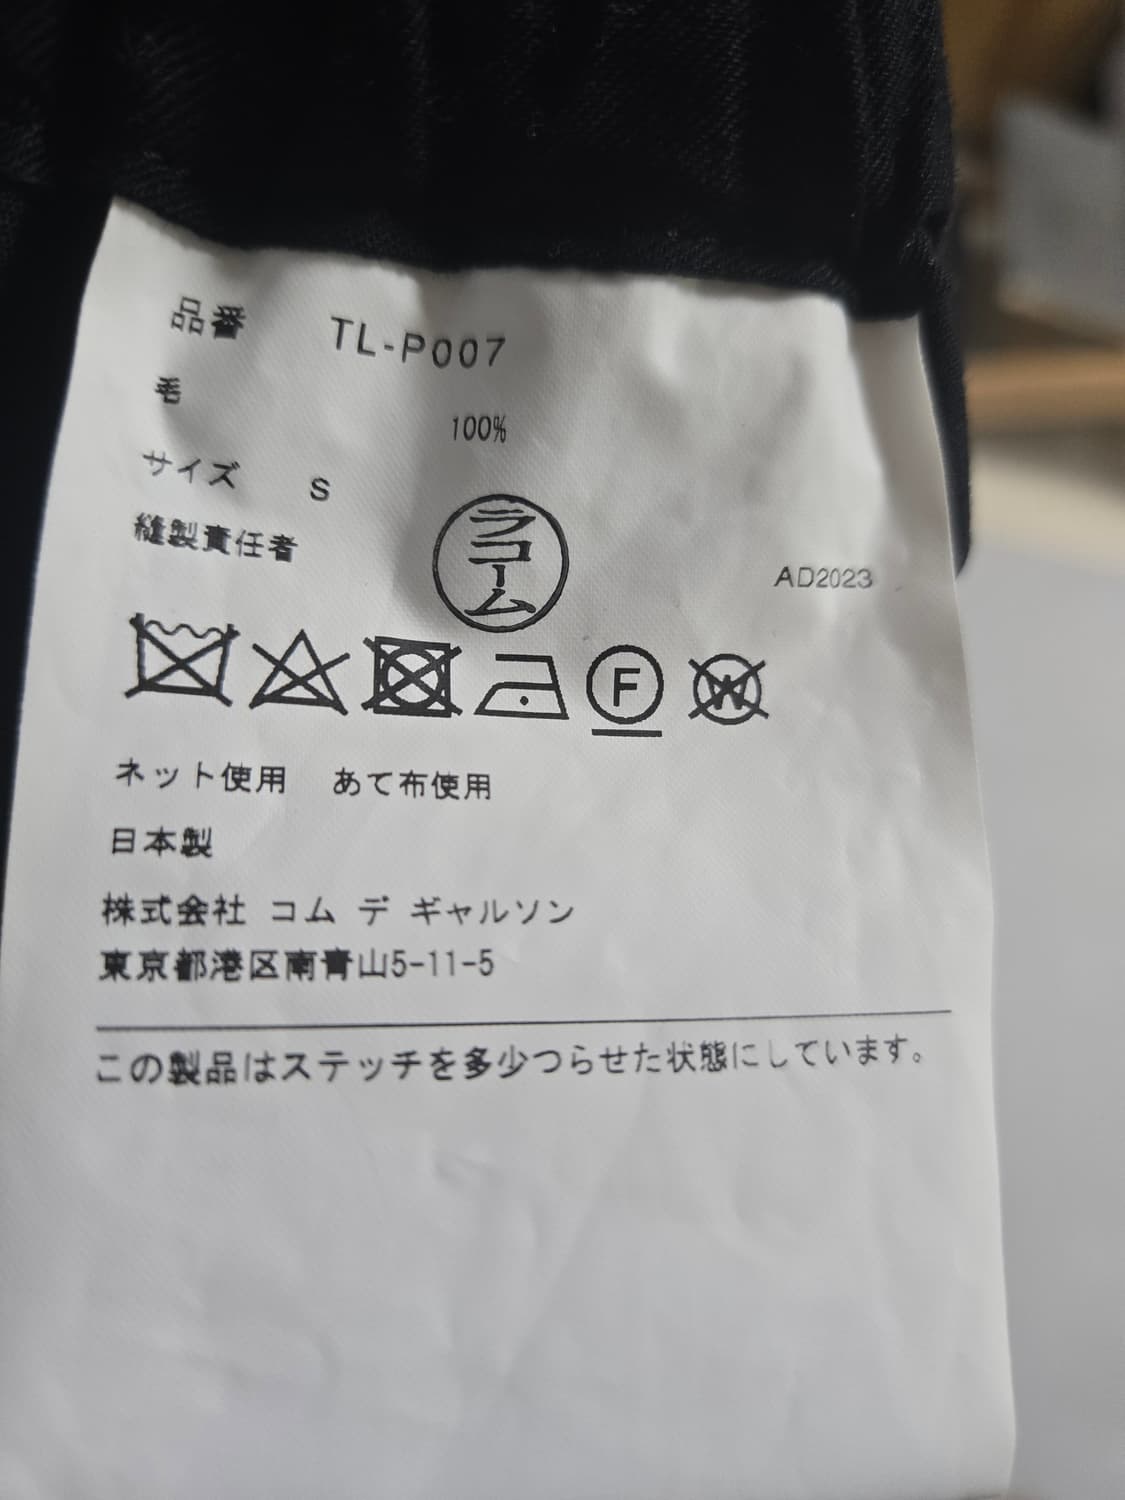 品番 TL-P007
毛 100%
サイズ S
縫製責任者 ラコーム AD2023
F W
ネット使用 あて布使用
日本製
株式会社 コム デ ギャルソン
東京都港区南青山5-11-5
この製品はステッチを多少つらせた状態にしています。